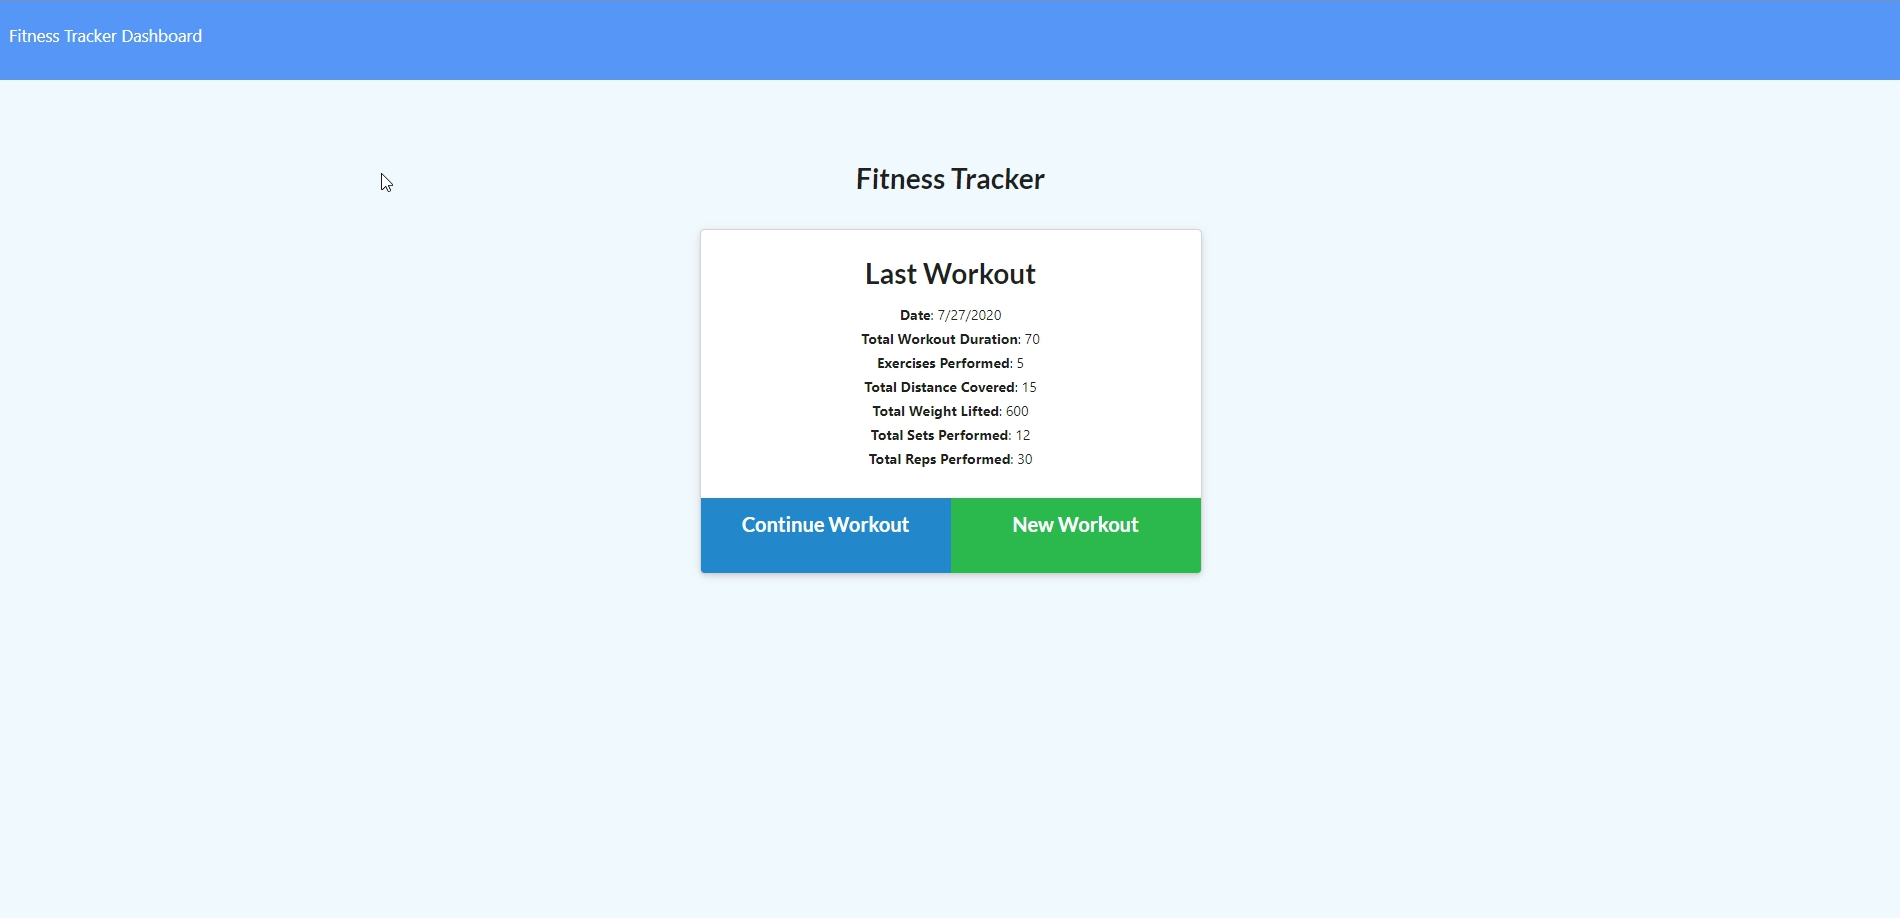 Fitness Tracker Dashboard
Fitness Tracker
Last Workout
Date: 7/27/2020
Total Workout Duration: 70
Exercises Performed: 5
Total Distance Covered: 15
Total Weight Lifted: 600
Total Sets Performed: 12
Total Reps Performed: 30
Continue Workout
New Workout